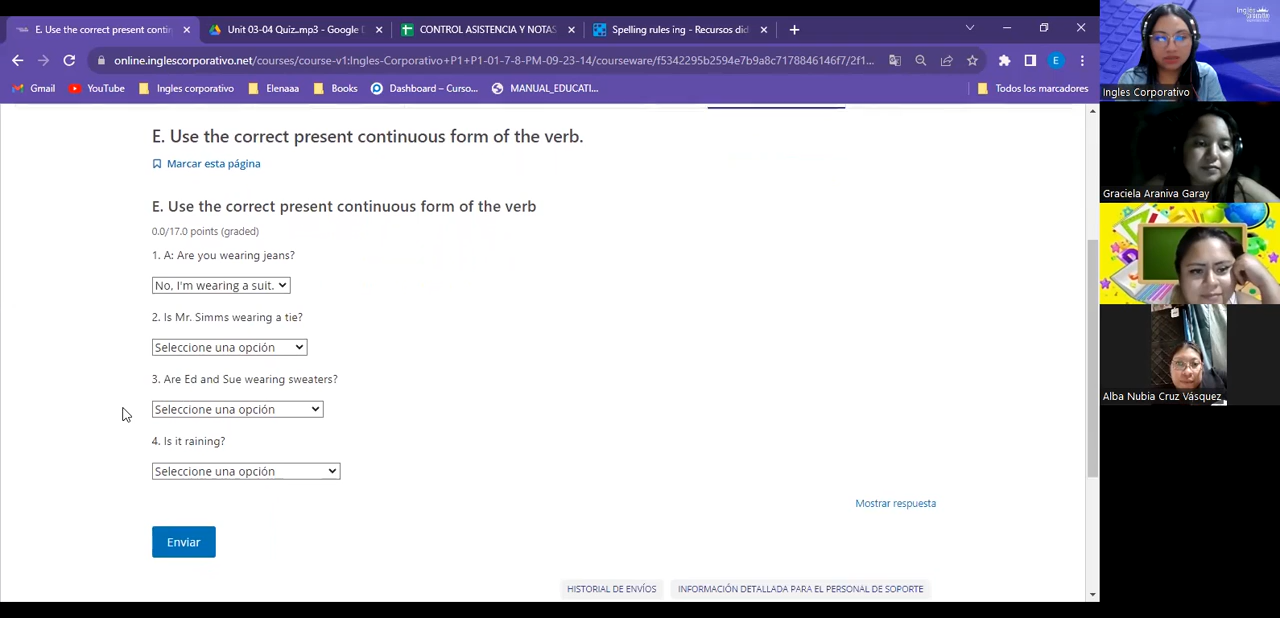 E. Use the correct present contin
Unit 03-04 Quiz..mp3 - Google D
CONTROL ASISTENCIA Y NOTAS
Spelling rules ing - Recursos did
online.inglescorporativo.net/courses/course-v1:Ingles-Corporativo+P1+P1-01-7-8-PM-09-23-14/courseware/f5342295b2594e7b9a8c7178846146f7/2f1...
Gmail
YouTube
Ingles corporativo
Elenaaa
Books
Dashboard – Curso...
MANUAL_EDUCATI...
Todos los marcadores
E. Use the correct present continuous form of the verb.
Marcar esta página
E. Use the correct present continuous form of the verb
0.0/17.0 points (graded)
1. A: Are you wearing jeans?
No, I'm wearing a suit.
2. Is Mr. Simms wearing a tie?
Seleccione una opción
3. Are Ed and Sue wearing sweaters?
Seleccione una opción
4. Is it raining?
Seleccione una opción
Mostrar respuesta
Enviar
HISTORIAL DE ENVÍOS
INFORMACIÓN DETALLADA PARA EL PERSONAL DE SOPORTE
E
Ingles Corporativo
Graciela Araniva Garay
Alba Nubia Cruz Vásquez